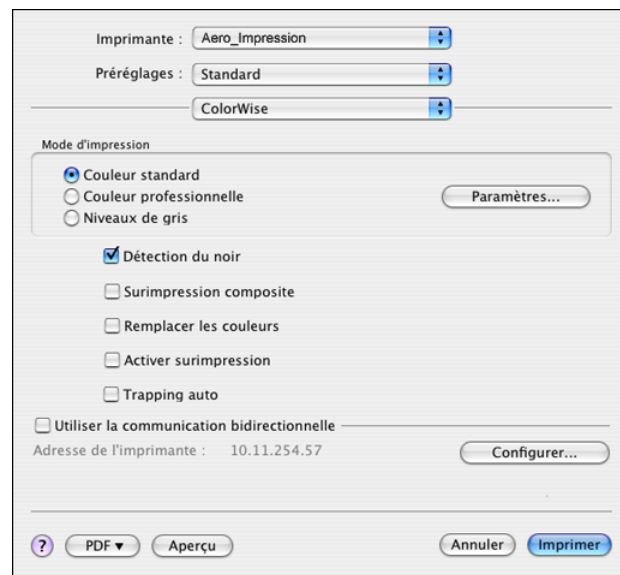 Imprimante : Aero_Impression
Préréglages : Standard
ColorWise
Mode d'impression
Couleur standard
Couleur professionnelle
Paramètres...
Niveaux de gris
Détection du noir
Surimpression composite
Remplacer les couleurs
Activer surimpression
Trapping auto
Utiliser la communication bidirectionnelle
Adresse de l'imprimante : 10.11.254.57
Configurer...
? PDF▼ Aperçu Annuler Imprimer